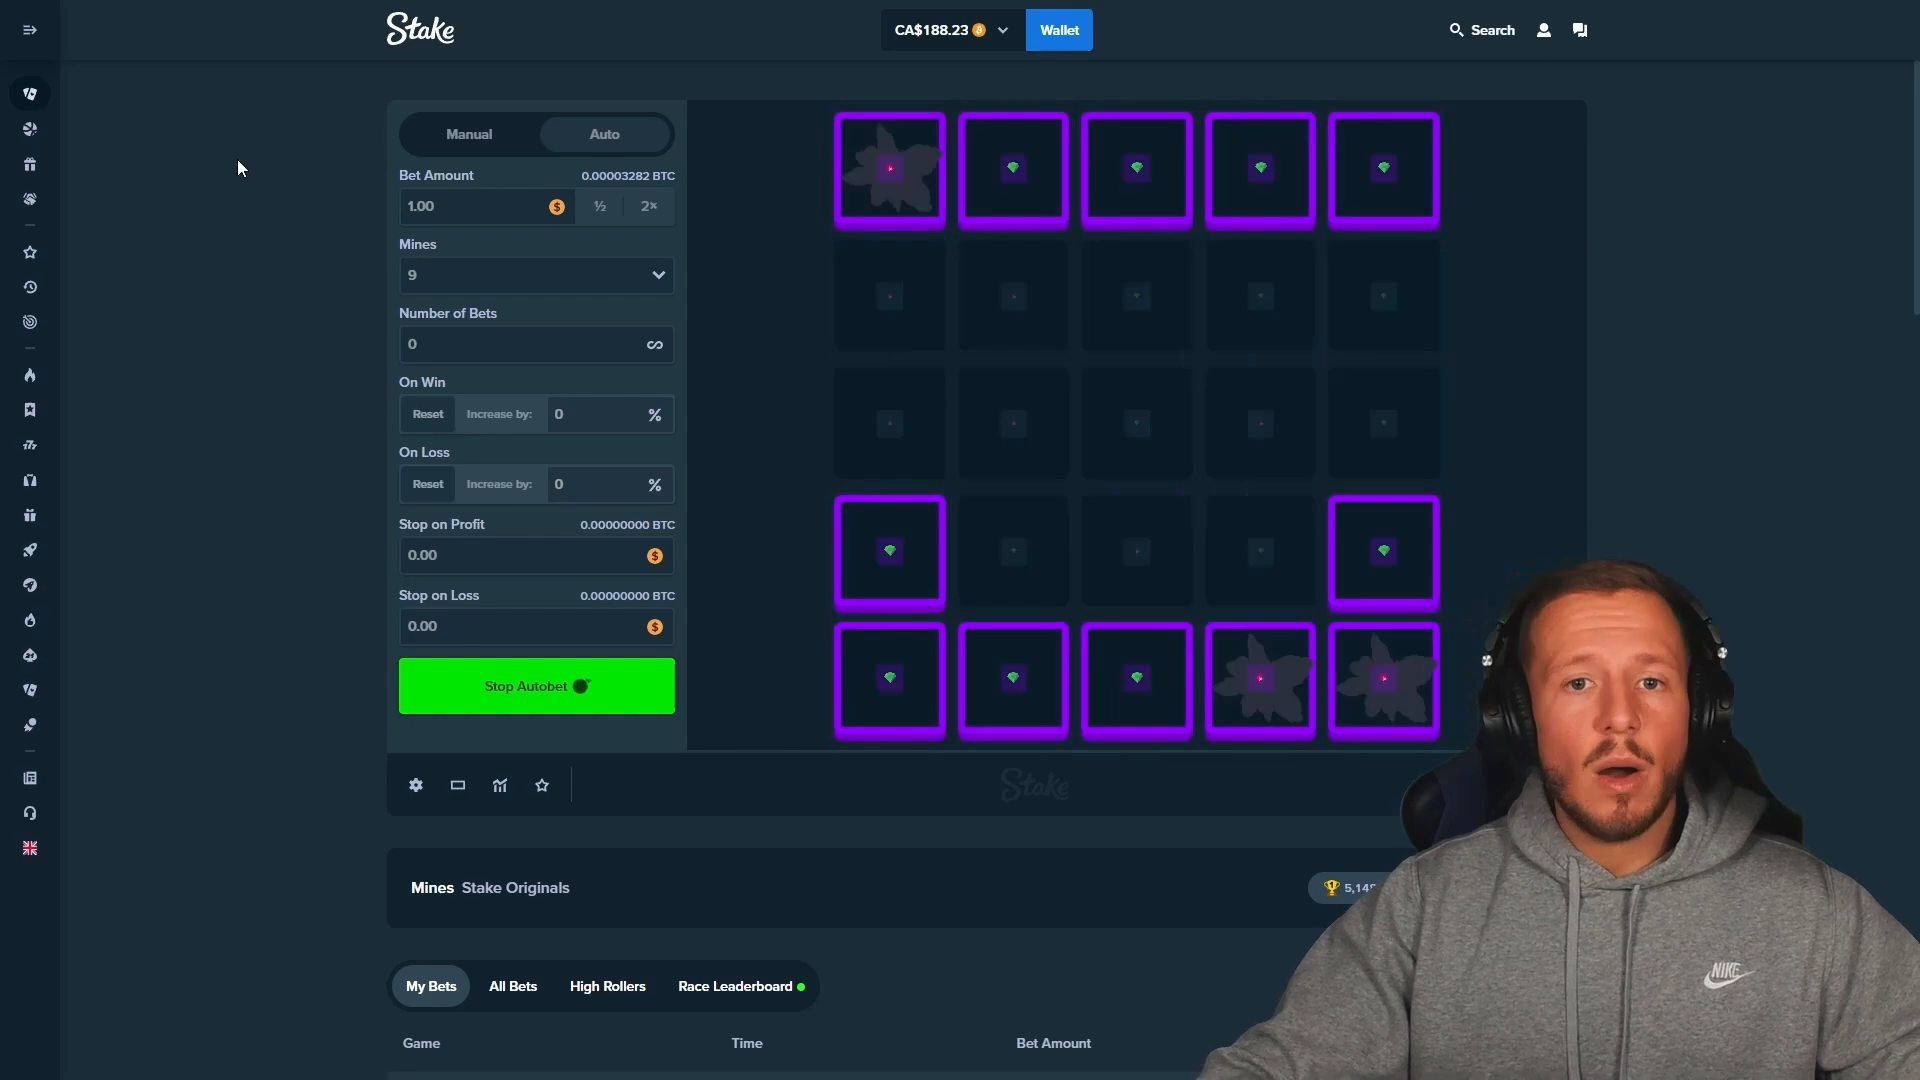 Stake
CA$188.23
Wallet
Search
Manual
Auto
Bet Amount
0.00003282 BTC
1.00
½
2×
Mines
9
Number of Bets
0
On Win
Reset
Increase by:
0
%
On Loss
Reset
Increase by:
0
%
Stop on Profit
0.00000000 BTC
0.00
Stop on Loss
0.00000000 BTC
0.00
Stop Autobet
Stake
Mines Stake Originals
My Bets
All Bets
High Rollers
Race Leaderboard
Game
Time
Bet Amount
NIKE